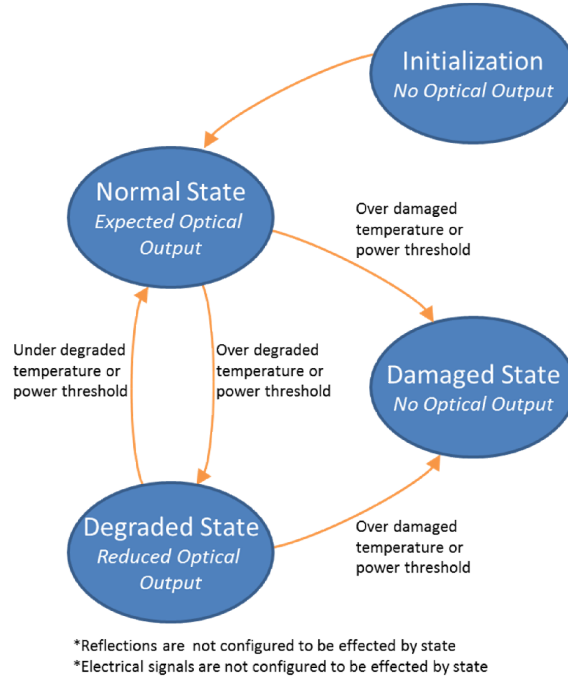 Initialization
No Optical Output
Normal State
Expected Optical
Output
Over damaged
temperature or
power threshold
Under degraded
temperature or
power threshold
Over degraded
temperature or
power threshold
Damaged State
No Optical Output
Degraded State
Reduced Optical
Output
Over damaged
temperature or
power threshold
*Reflections are not configured to be effected by state
*Electrical signals are not configured to be effected by state